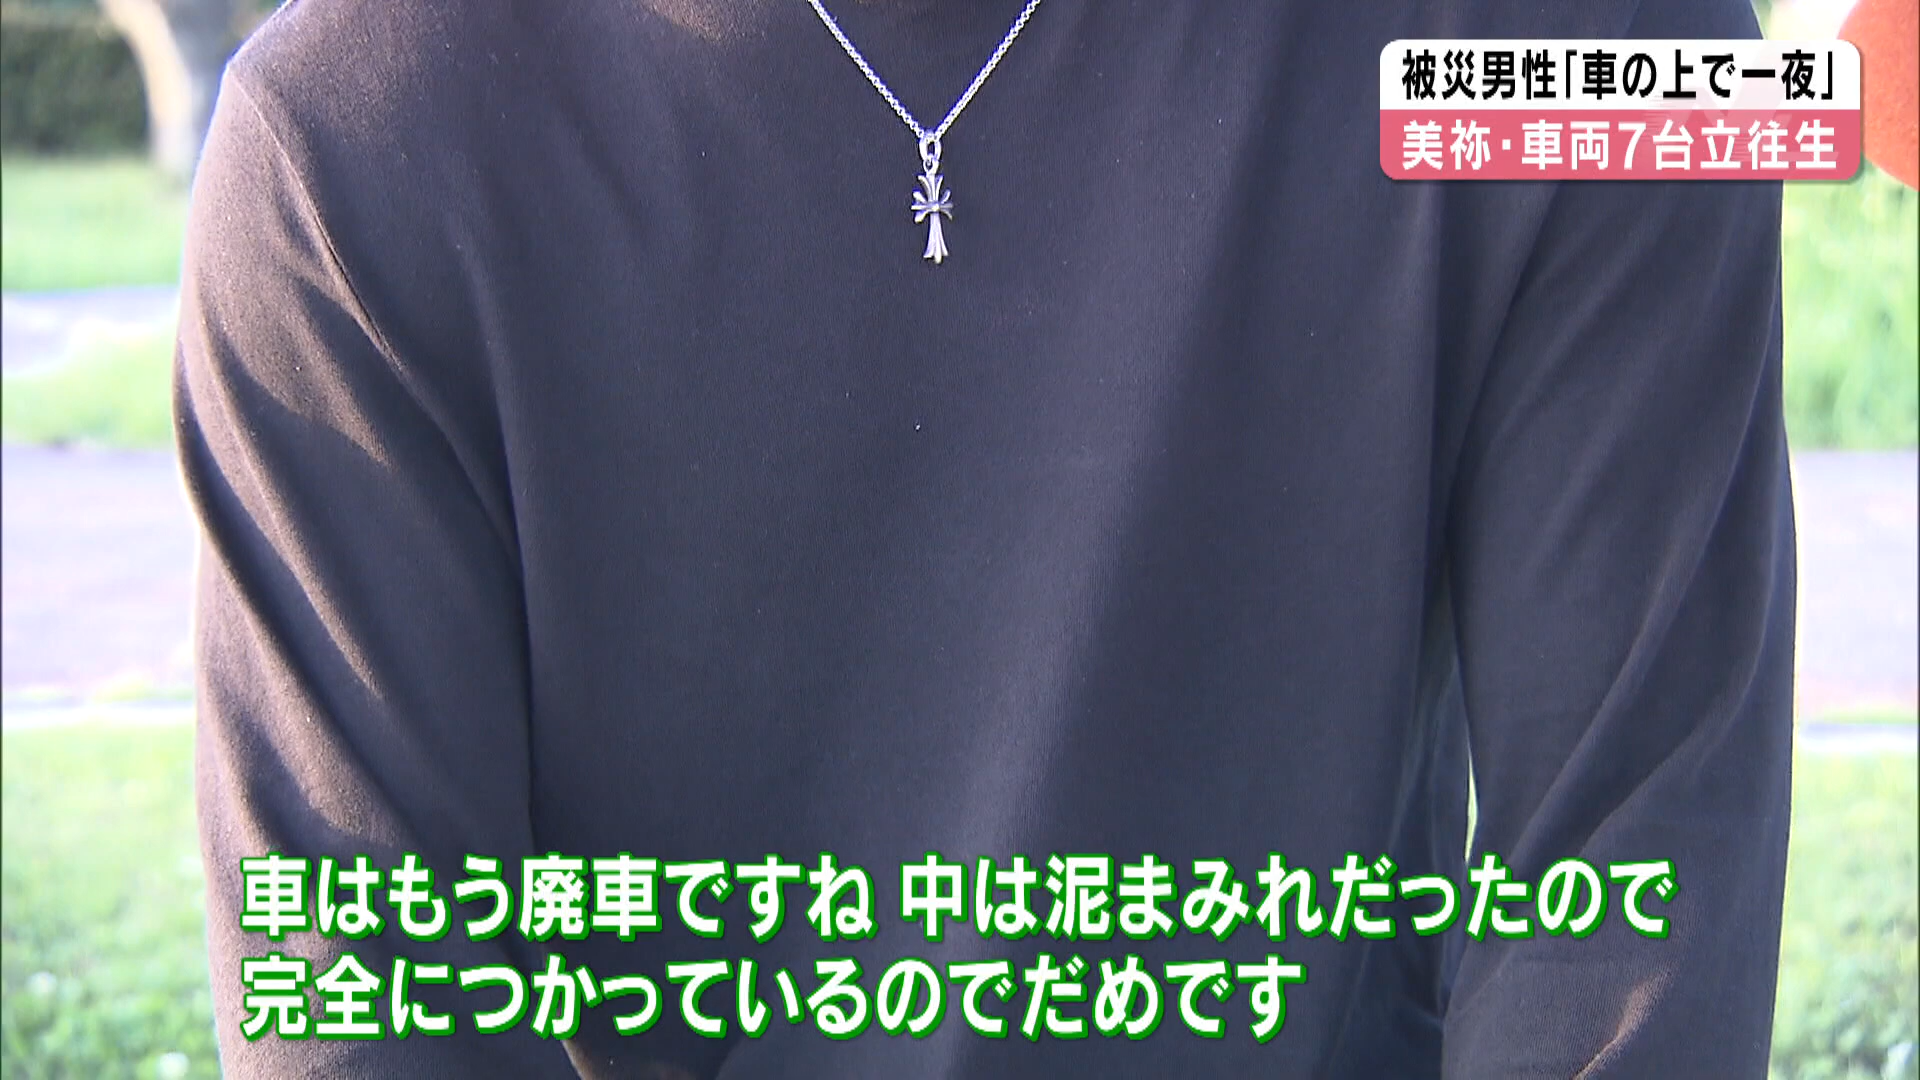 被災男性「車の上で一夜」
美祢・車両7台立往生
車はもう廃車ですね 中は泥まみれだったので
完全につかっているのでだめです